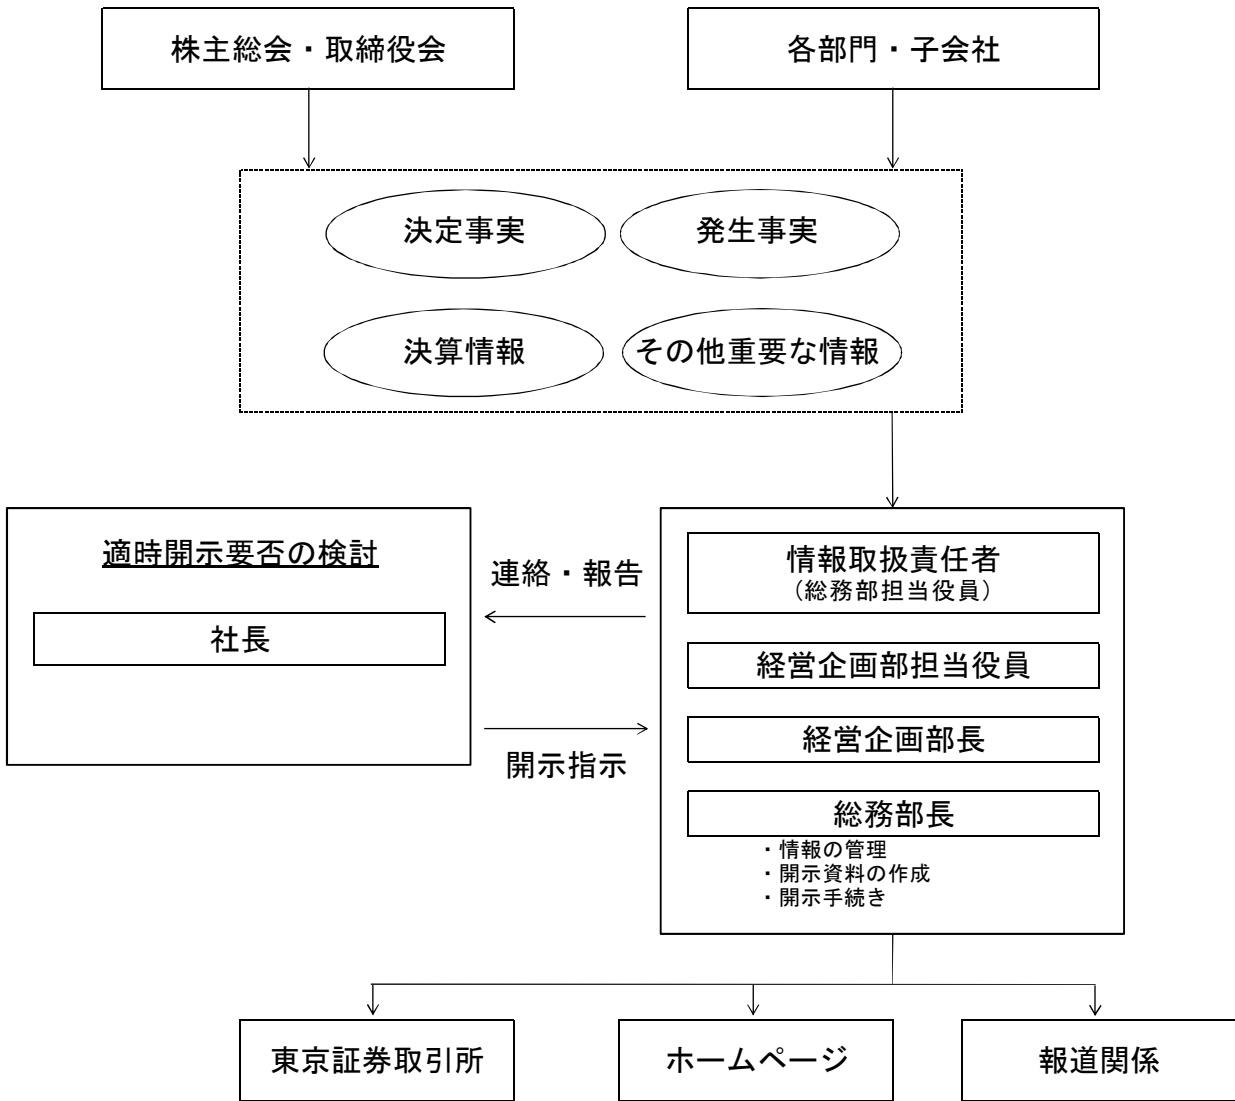 株主総会・取締役会
各部門・子会社
決定事実
発生事実
決算情報
その他重要な情報
適時開示要否の検討
社長
連絡・報告
開示指示
情報取扱責任者
（総務部担当役員）
経営企画部担当役員
経営企画部長
総務部長
・情報の管理
・開示資料の作成
・開示手続き
東京証券取引所
ホームページ
報道関係